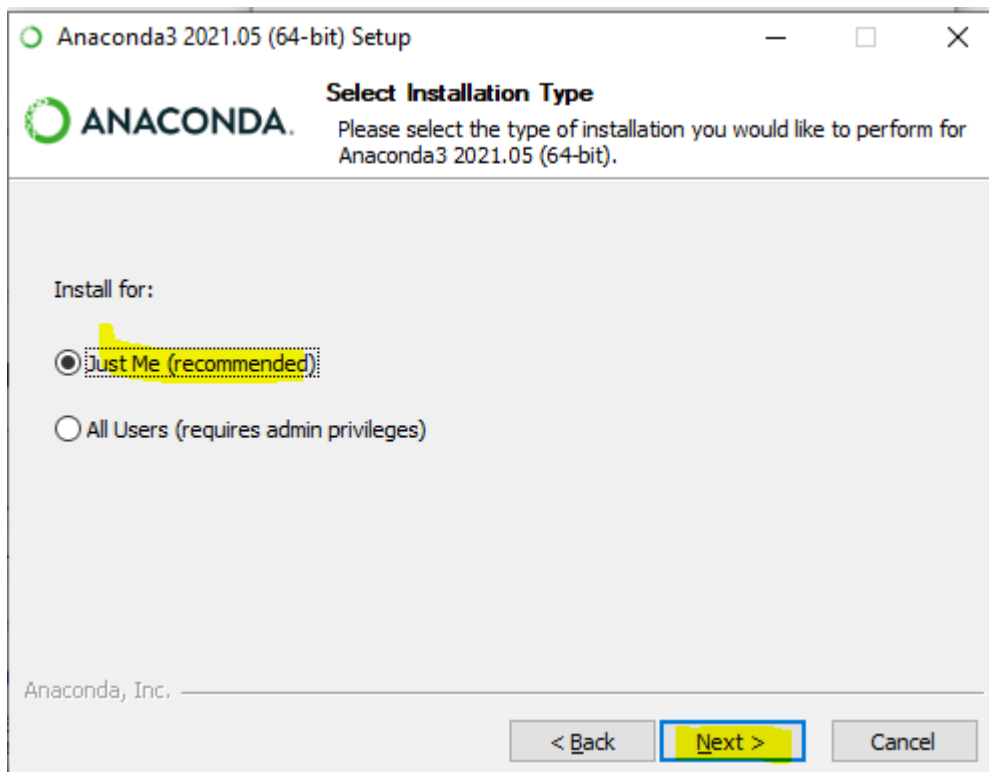 Anaconda3 2021.05 (64-bit) Setup
ANACONDA.
Select Installation Type
Please select the type of installation you would like to perform for
Anaconda3 2021.05 (64-bit).
Install for:
Just Me (recommended)
All Users (requires admin privileges)
Anaconda, Inc.
< Back
Next >
Cancel